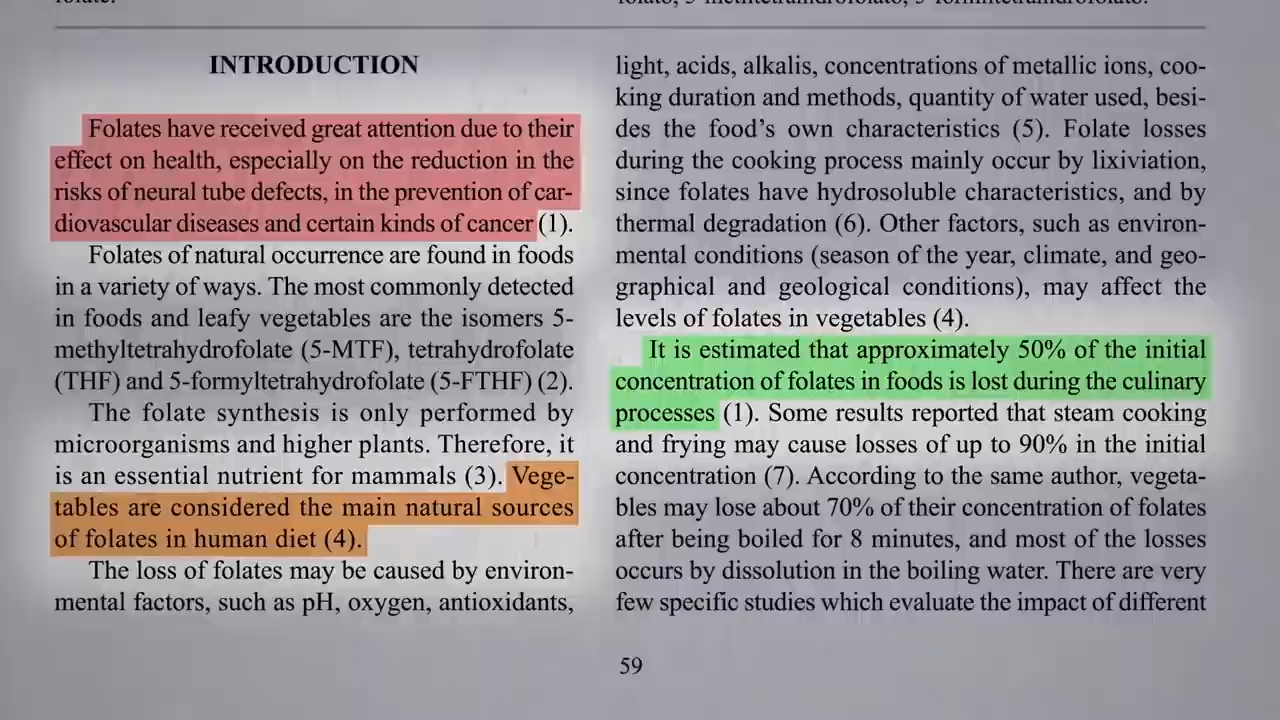 INTRODUCTION
Folates have received great attention due to their
effect on health, especially on the reduction in the
risks of neural tube defects, in the prevention of car-
diovascular diseases and certain kinds of cancer (1).
Folates of natural occurrence are found in foods
in a variety of ways. The most commonly detected
in foods and leafy vegetables are the isomers 5-
methyltetrahydrofolate (5-MTF), tetrahydrofolate
(THF) and 5-formyltetrahydrofolate (5-FTHF) (2).
The folate synthesis is only performed by
microorganisms and higher plants. Therefore, it
is an essential nutrient for mammals (3). Vege-
tables are considered the main natural sources
of folates in human diet (4).
The loss of folates may be caused by environ-
mental factors, such as pH, oxygen, antioxidants,
light, acids, alkalis, concentrations of metallic ions, coo-
king duration and methods, quantity of water used, besi-
des the food's own characteristics (5). Folate losses
during the cooking process mainly occur by lixiviation,
since folates have hydrosoluble characteristics, and by
thermal degradation (6). Other factors, such as environ-
mental conditions (season of the year, climate, and geo-
graphical and geological conditions), may affect the
levels of folates in vegetables (4).
It is estimated that approximately 50% of the initial
concentration of folates in foods is lost during the culinary
processes (1). Some results reported that steam cooking
and frying may cause losses of up to 90% in the initial
concentration (7). According to the same author, vegeta-
bles may lose about 70% of their concentration of folates
after being boiled for 8 minutes, and most of the losses
occurs by dissolution in the boiling water. There are very
few specific studies which evaluate the impact of different
59